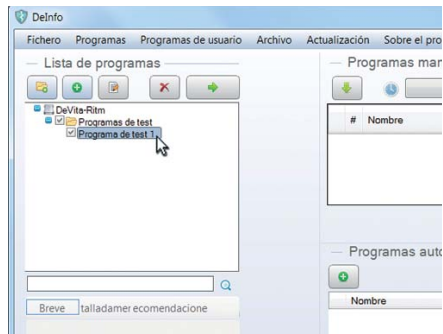 DeInfo
Fichero Programas Programas de usuario Archivo Actualización Sobre el pro
Lista de programas
Programas mar
DeVita-Ritm
Programas de test
Programa de test 1
# Nombre
Programas auto
Breve talladamer ecomendacione
Nombre